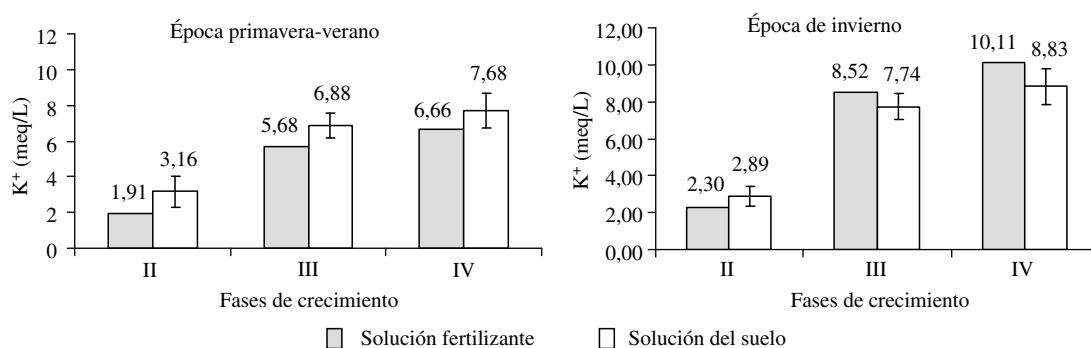 Época primavera-verano
K⁺ (meq/L)
12
10
8
6
4
2
0
1,91
3,16
5,68
6,88
6,66
7,68
II
III
IV
Fases de crecimiento
Época de invierno
K⁺ (meq/L)
12,00
10,00
8,00
6,00
4,00
2,00
0,00
2,30
2,89
8,52
7,74
10,11
8,83
II
III
IV
Fases de crecimiento
Solución fertilizante
Solución del suelo